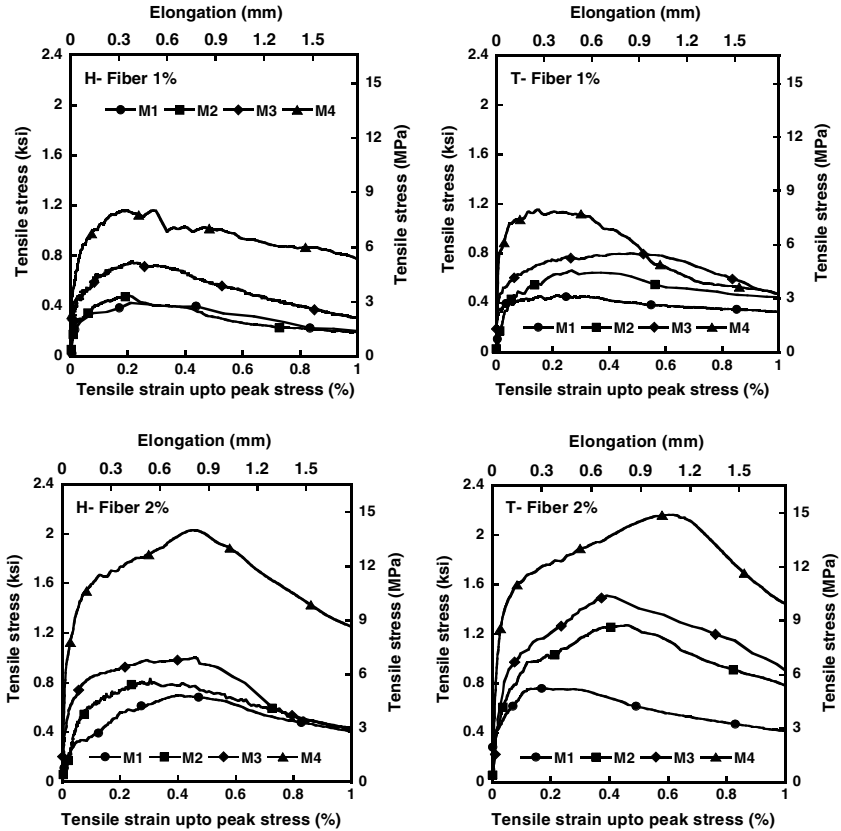 Elongation (mm)
0 0.3 0.6 0.9 1.2 1.5
2.4
2
1.6
1.2
0.8
0.4
0
Tensile stress (ksi)
H- Fiber 1%
M1 M2 M3 M4
15
12
9
6
3
0
Tensile stress (MPa)
0 0.2 0.4 0.6 0.8 1
Tensile strain upto peak stress (%)
Elongation (mm)
0 0.3 0.6 0.9 1.2 1.5
2.4
2
1.6
1.2
0.8
0.4
0
Tensile stress (ksi)
T- Fiber 1%
M1 M2 M3 M4
15
12
9
6
3
0
Tensile stress (MPa)
0 0.2 0.4 0.6 0.8 1
Tensile strain upto peak stress (%)
Elongation (mm)
0 0.3 0.6 0.9 1.2 1.5
2.4
2
1.6
1.2
0.8
0.4
0
Tensile stress (ksi)
H- Fiber 2%
M1 M2 M3 M4
15
12
9
6
3
0
Tensile stress (MPa)
0 0.2 0.4 0.6 0.8 1
Tensile strain upto peak stress (%)
Elongation (mm)
0 0.3 0.6 0.9 1.2 1.5
2.4
2
1.6
1.2
0.8
0.4
0
Tensile stress (ksi)
T- Fiber 2%
M1 M2 M3 M4
15
12
9
6
3
0
Tensile stress (MPa)
0 0.2 0.4 0.6 0.8 1
Tensile strain upto peak stress (%)